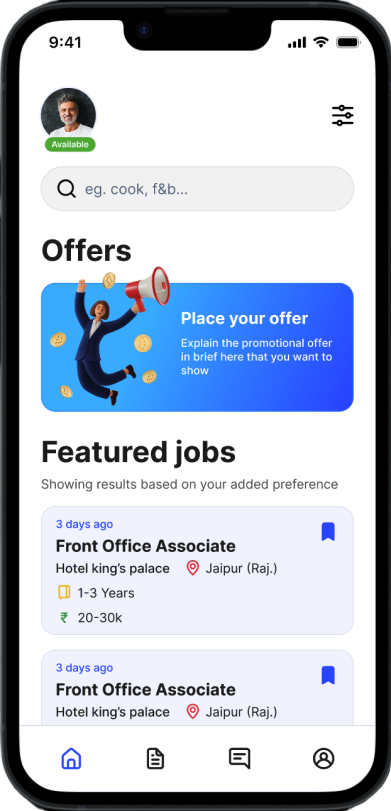 9:41
Available
eg. cook, f&b...
Offers
Place your offer
Explain the promotional offer
in brief here that you want to
show
Featured jobs
Showing results based on your added preference
3 days ago
Front Office Associate
Hotel king's palace Jaipur (Raj.)
1-3 Years
₹ 20-30k
3 days ago
Front Office Associate
Hotel king's palace Jaipur (Raj.)